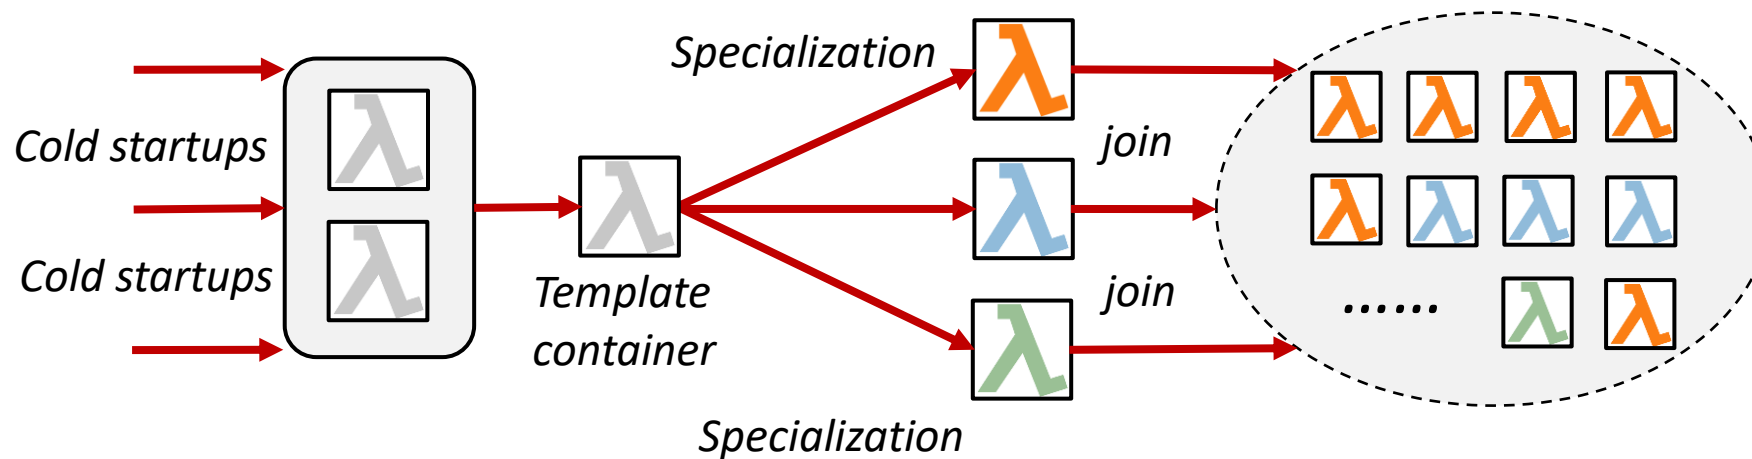 Specialization
Cold startups
join
Cold startups
Template
container
join
......
Specialization